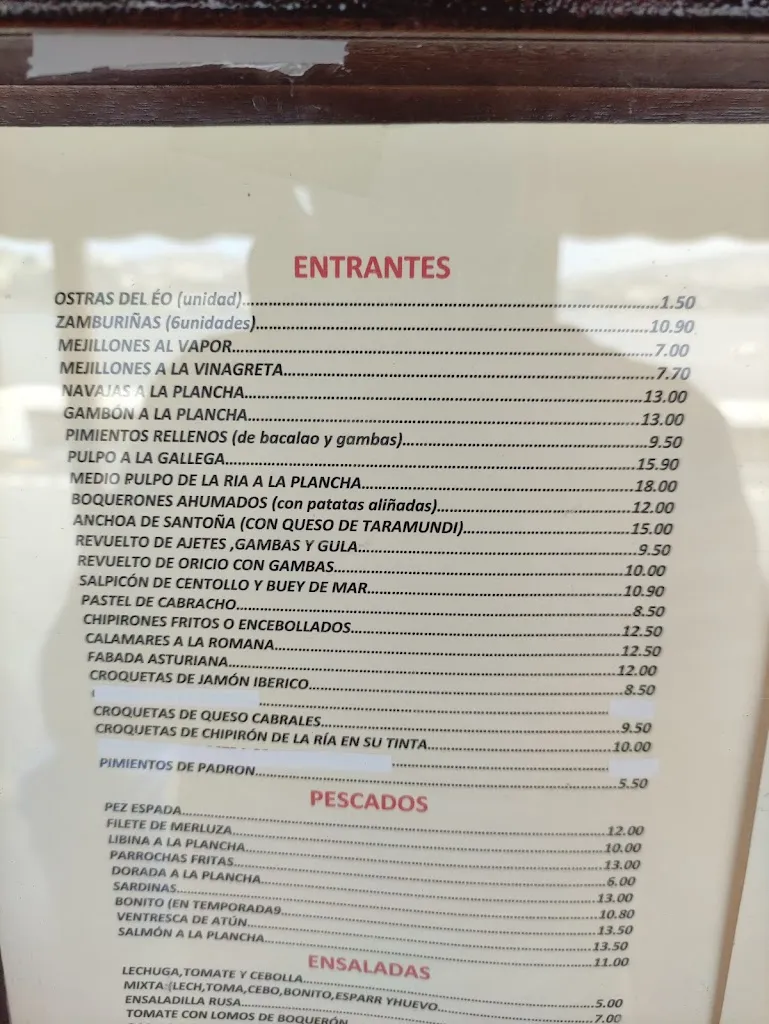 ENTRANTES
OSTRAS DEL ÉO (unidad)....................1.50
ZAMBURIÑAS (6unidades)....................10.90
MEJILLONES AL VAPOR....................7.00
MEJILLONES A LA VINAGRETA....................7.70
NAVAJAS A LA PLANCHA....................13.00
GAMBÓN A LA PLANCHA....................13.00
PIMIENTOS RELLENOS (de bacalao y gambas)....................9.50
PULPO A LA GALLEGA....................15.90
MEDIO PULPO DE LA RIA A LA PLANCHA....................18.00
BOQUERONES AHUMADOS (con patatas aliñadas)....................12.00
ANCHOA DE SANTOÑA (CON QUESO DE TARAMUNDI)....................15.00
REVUELTO DE AJETES ,GAMBAS Y GULA....................9.50
REVUELTO DE ORICIO CON GAMBAS....................10.00
SALPICÓN DE CENTOLLO Y BUEY DE MAR....................10.90
PASTEL DE CABRACHO....................8.50
CHIPIRONES FRITOS O ENCEBOLLADOS....................12.50
CALAMARES A LA ROMANA....................12.50
FABADA ASTURIANA....................12.00
CROQUETAS DE JAMÓN IBERICO....................8.50
CROQUETAS DE QUESO CABRALES....................9.50
CROQUETAS DE CHIPIRÓN DE LA RÍA EN SU TINTA....................10.00
PIMIENTOS DE PADRON....................5.50
PESCADOS
PEZ ESPADA....................12.00
FILETE DE MERLUZA....................10.00
LIBINA A LA PLANCHA....................13.00
PARROCHAS FRITAS....................6.00
DORADA A LA PLANCHA....................13.00
SARDINAS....................10.80
BONITO (EN TEMPORADA9....................13.50
VENTRESCA DE ATÚN....................13.50
SALMÓN A LA PLANCHA....................11.00
ENSALADAS
LECHUGA,TOMATE Y CEBOLLA....................5.00
MIXTA:(LECH,TOMA,CEBO,BONITO,ESPARR YHUEVO....................7.00
ENSALADILLA RUSA....................
TOMATE CON LOMOS DE BOQUERÓN